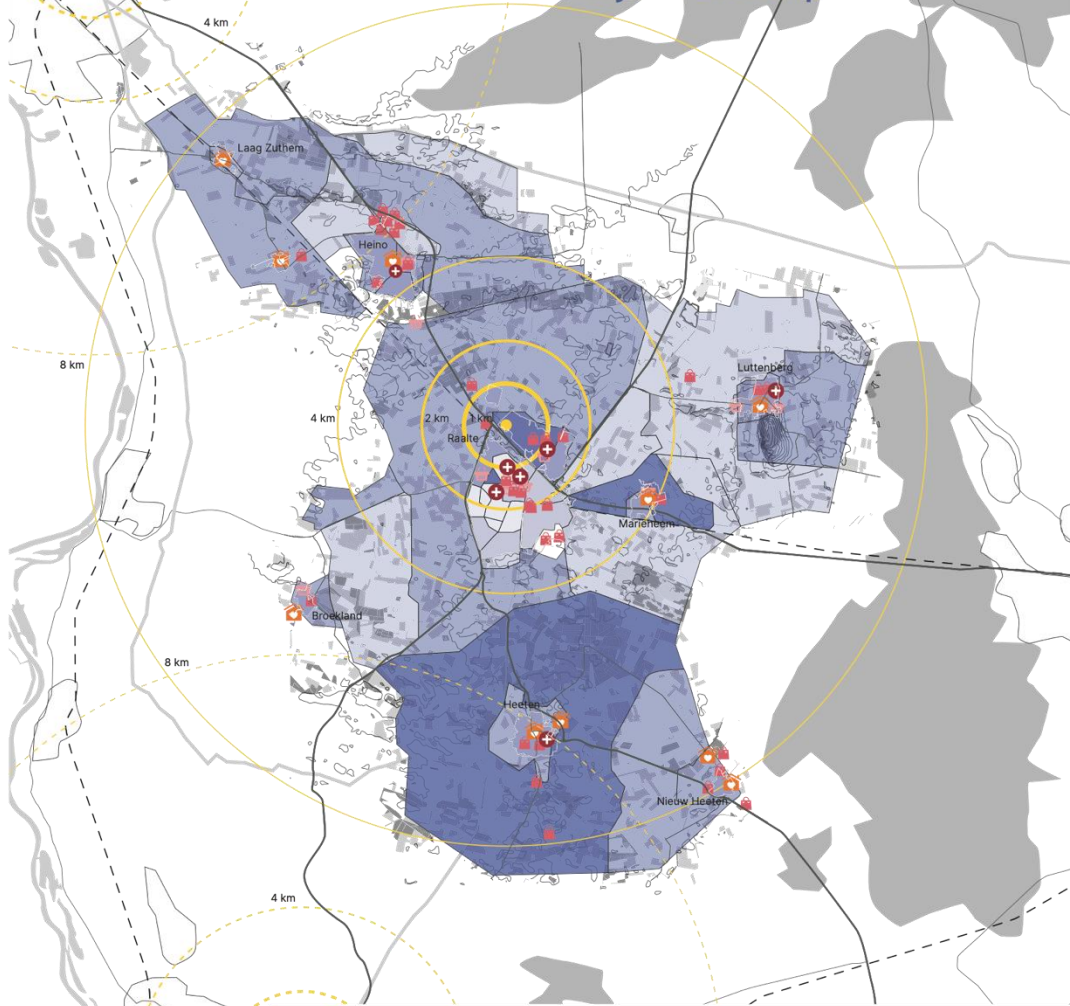 4 km
Laag Zuthem
Heino
8 km
Luttenberg
4 km
2 km
1 km
Raalte
Mariënheem
Broekland
8 km
Heeten
Nieuw Heeten
4 km